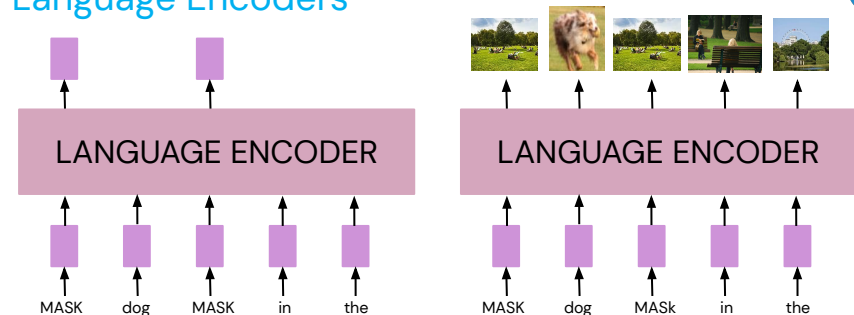 Language Encoders
LANGUAGE ENCODER
MASK dog MASK in the
LANGUAGE ENCODER
MASK dog MASk in the